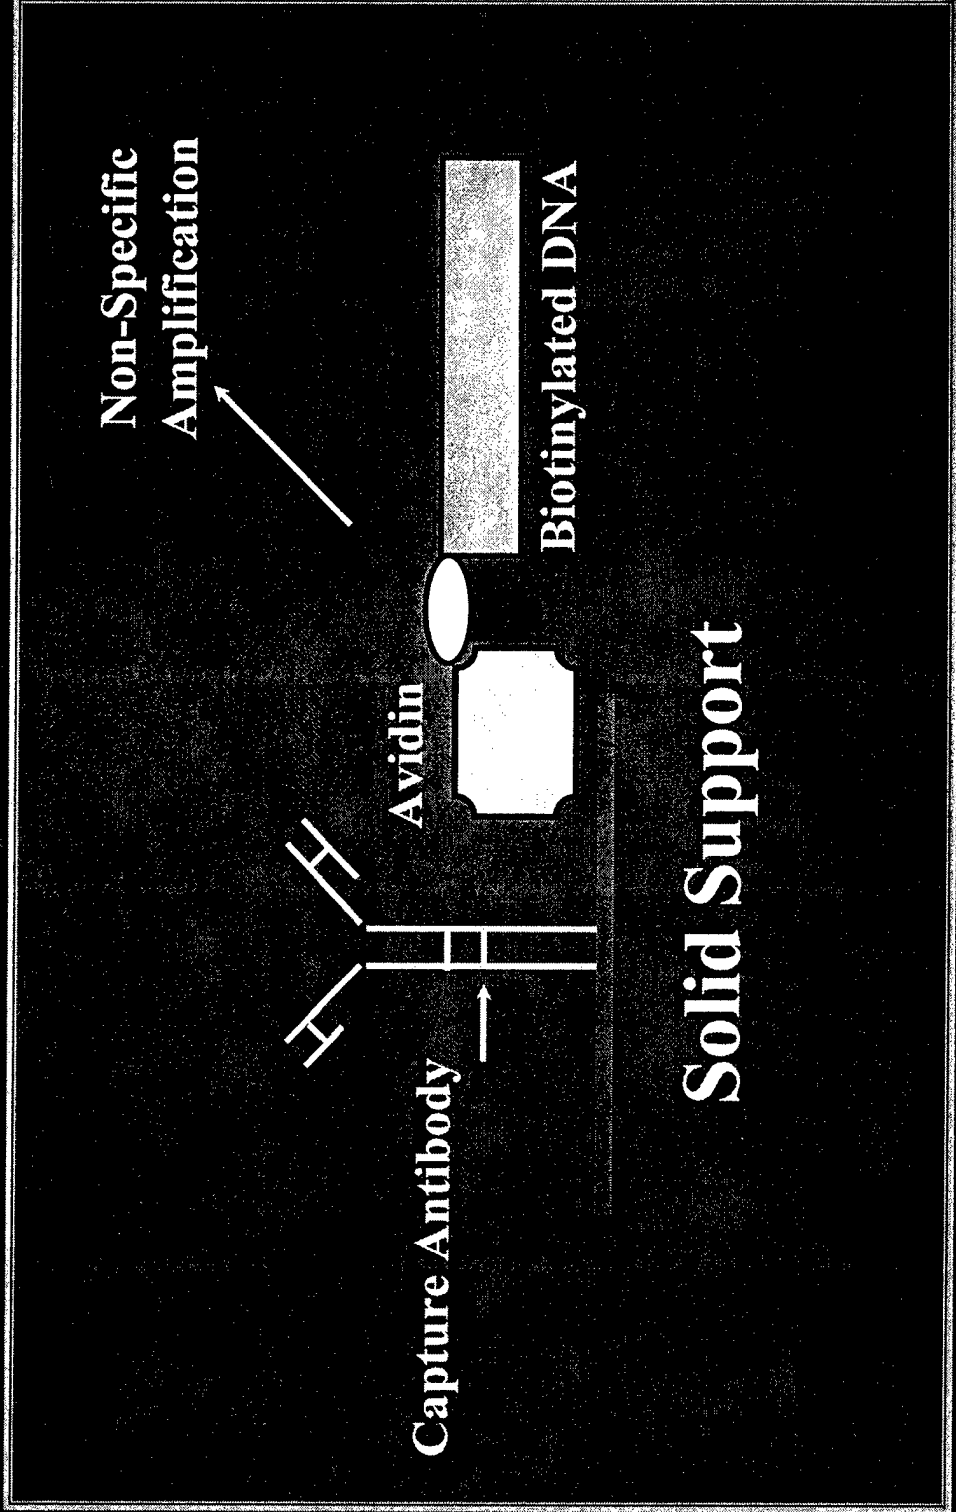 Non-Specific
Amplification
Avidin
Capture Antibody
Biotinylated DNA
Solid Support